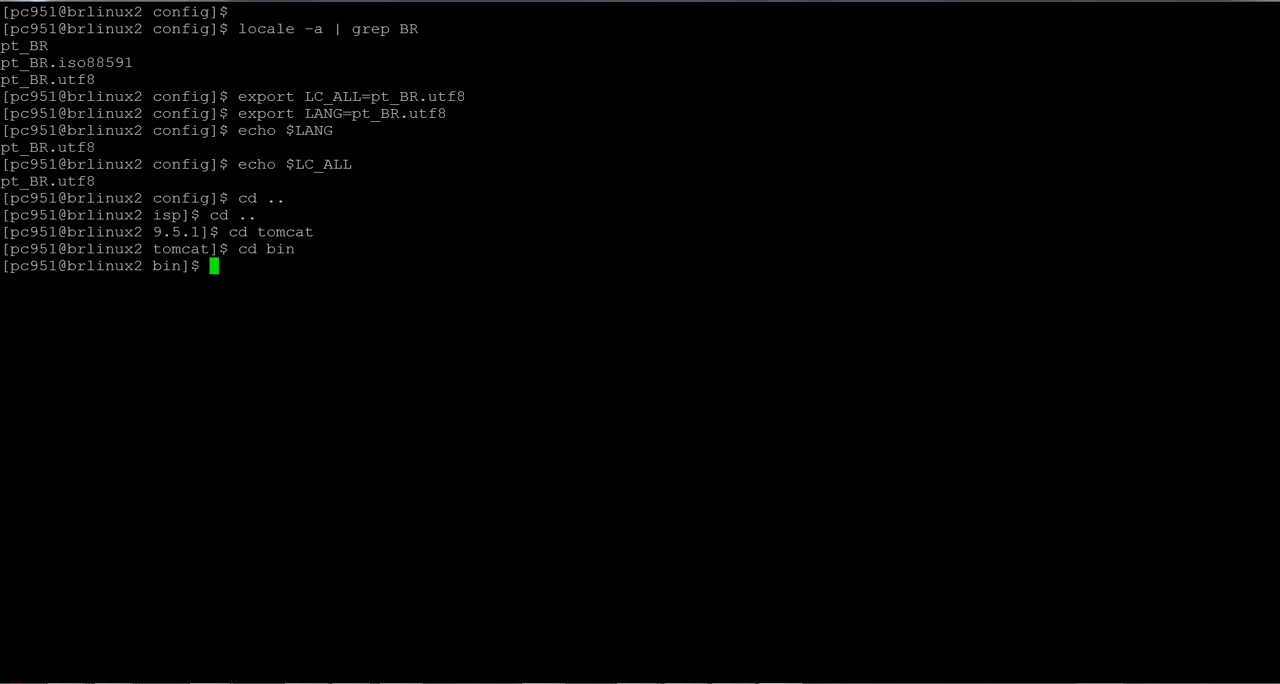 [pc951@brlinux2 config]$
[pc951@brlinux2 config]$ locale -a | grep BR
pt_BR
pt_BR.iso88591
pt_BR.utf8
[pc951@brlinux2 config]$ export LC_ALL=pt_BR.utf8
[pc951@brlinux2 config]$ export LANG=pt_BR.utf8
[pc951@brlinux2 config]$ echo $LANG
pt_BR.utf8
[pc951@brlinux2 config]$ echo $LC_ALL
pt_BR.utf8
[pc951@brlinux2 config]$ cd ..
[pc951@brlinux2 isp]$ cd ..
[pc951@brlinux2 9.5.1]$ cd tomcat
[pc951@brlinux2 tomcat]$ cd bin
[pc951@brlinux2 bin]$